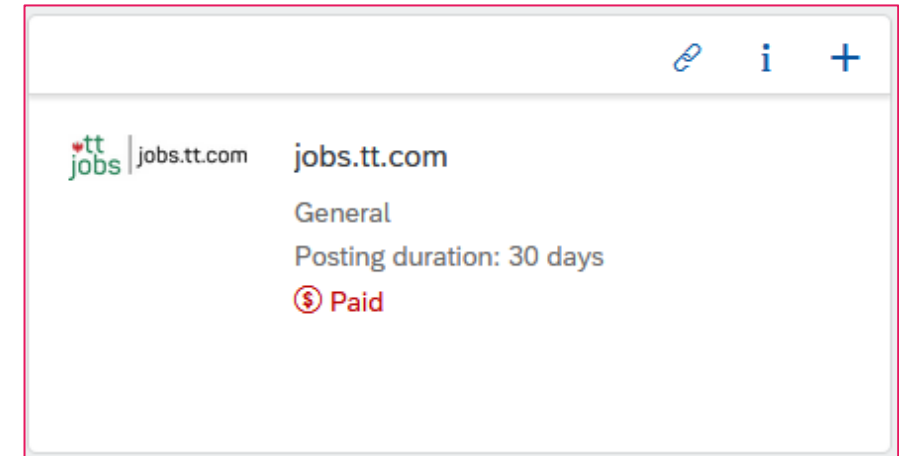 tt
jobs jobs.tt.com
jobs.tt.com
General
Posting duration: 30 days
$ Paid